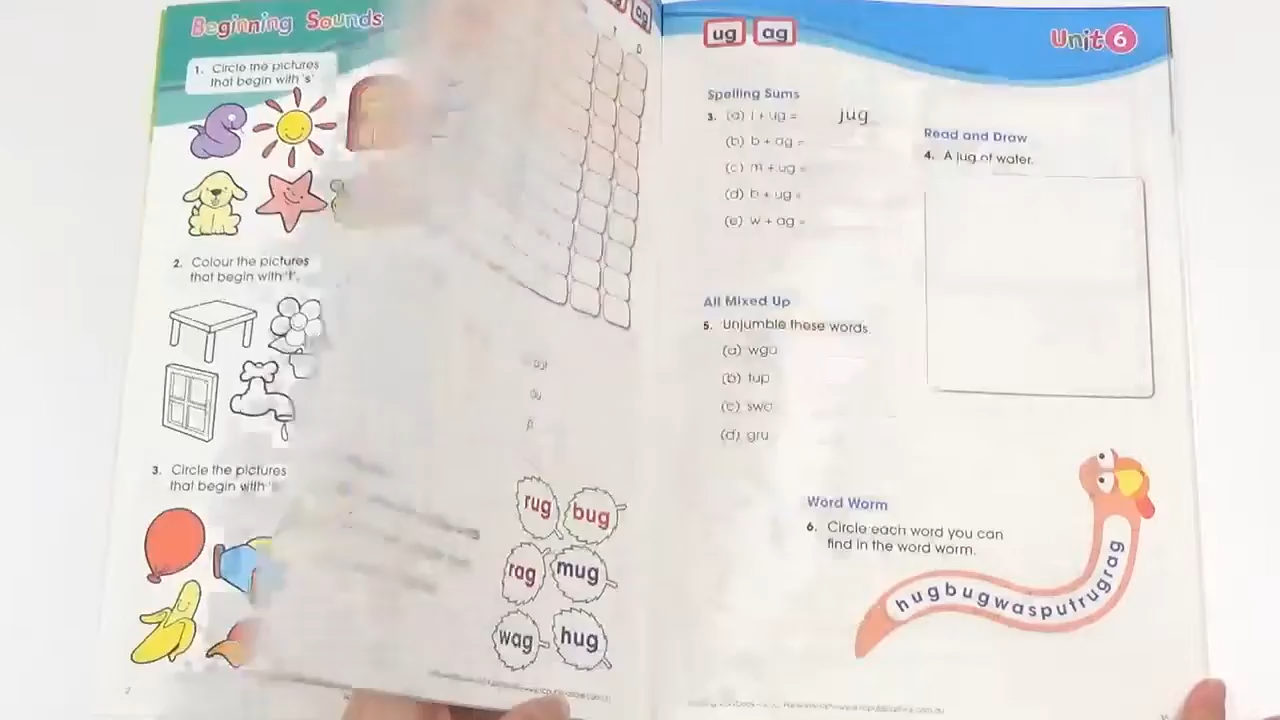 Beginning Sounds
1. Circle the pictures
that begin with 's'
2. Colour the pictures
that begin with 't'.
3. Circle the pictures
that begin with
ag
rug
bug
rag
mug
wag
hug
2
ug ag
Unit 6
Spelling Sums
3. (a) j + ug = jug
(b) b + ag =
(c) m + ug =
(d) b + ug =
(e) w + ag =
Read and Draw
4. A jug of water.
All Mixed Up
5. Unjumble these words.
(a) wga
(b) tup
(c)
(d) gru
Word Worm
6. Circle each word you can
find in the word worm.
hugbugwasputrugrag